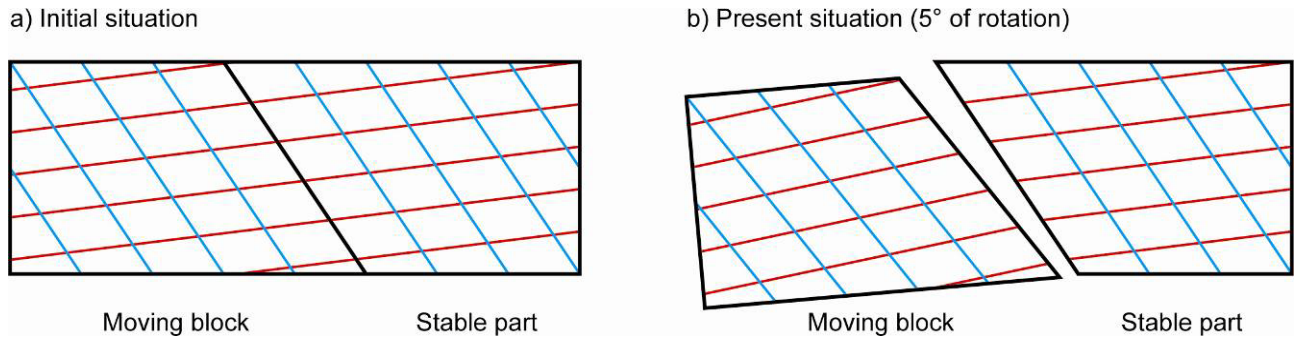 a) Initial situation
b) Present situation (5° of rotation)
Moving block
Stable part
Moving block
Stable part